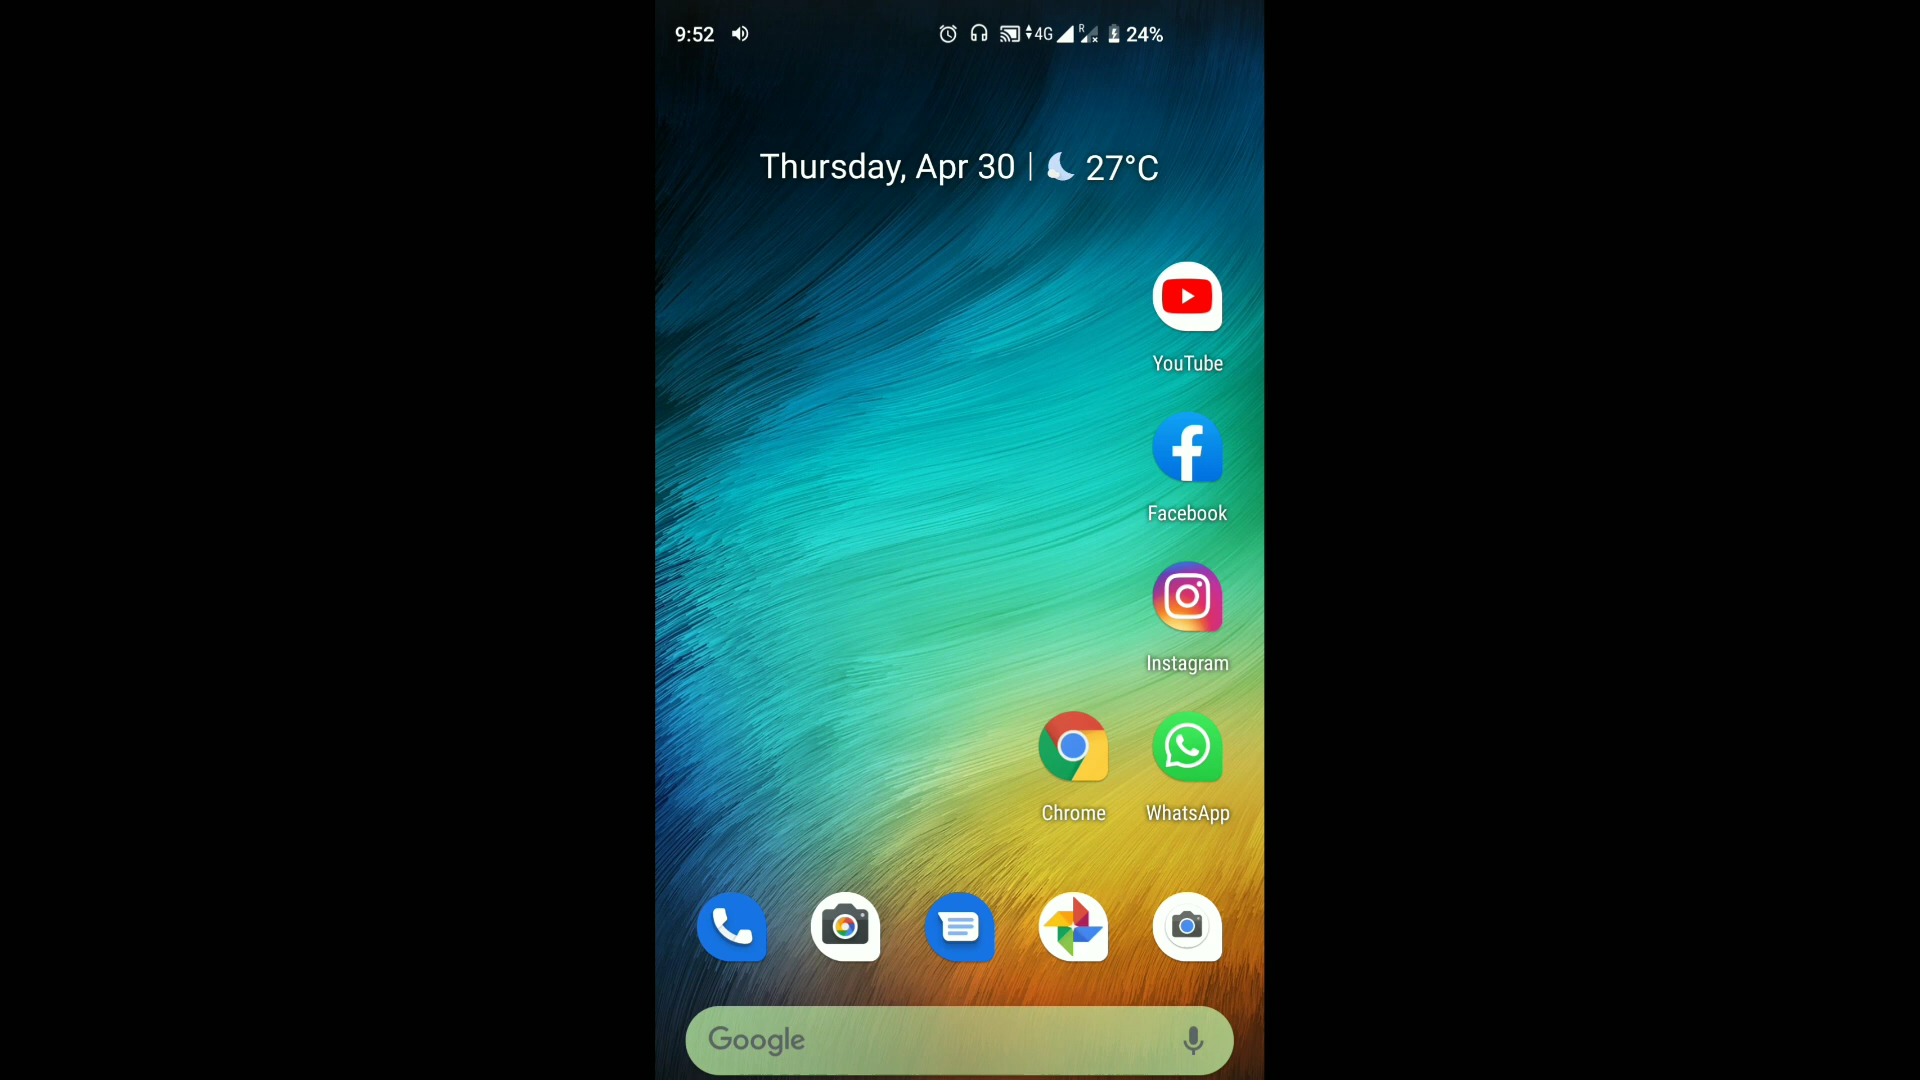 9:52 4G R 24%
Thursday, Apr 30 27°C
YouTube
Facebook
Instagram
Chrome WhatsApp
Google